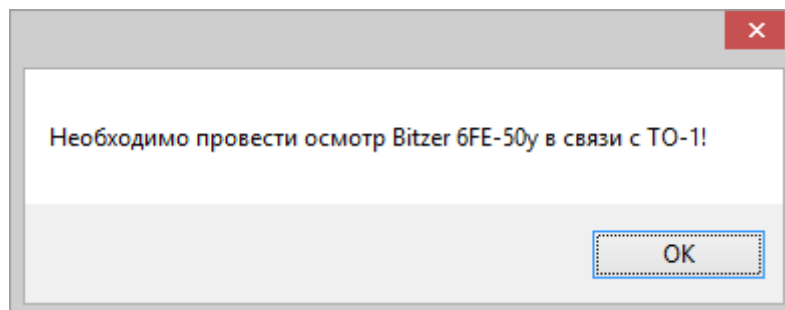 Необходимо провести осмотр Bitzer 6FE-50y в связи с ТО-1!
OK